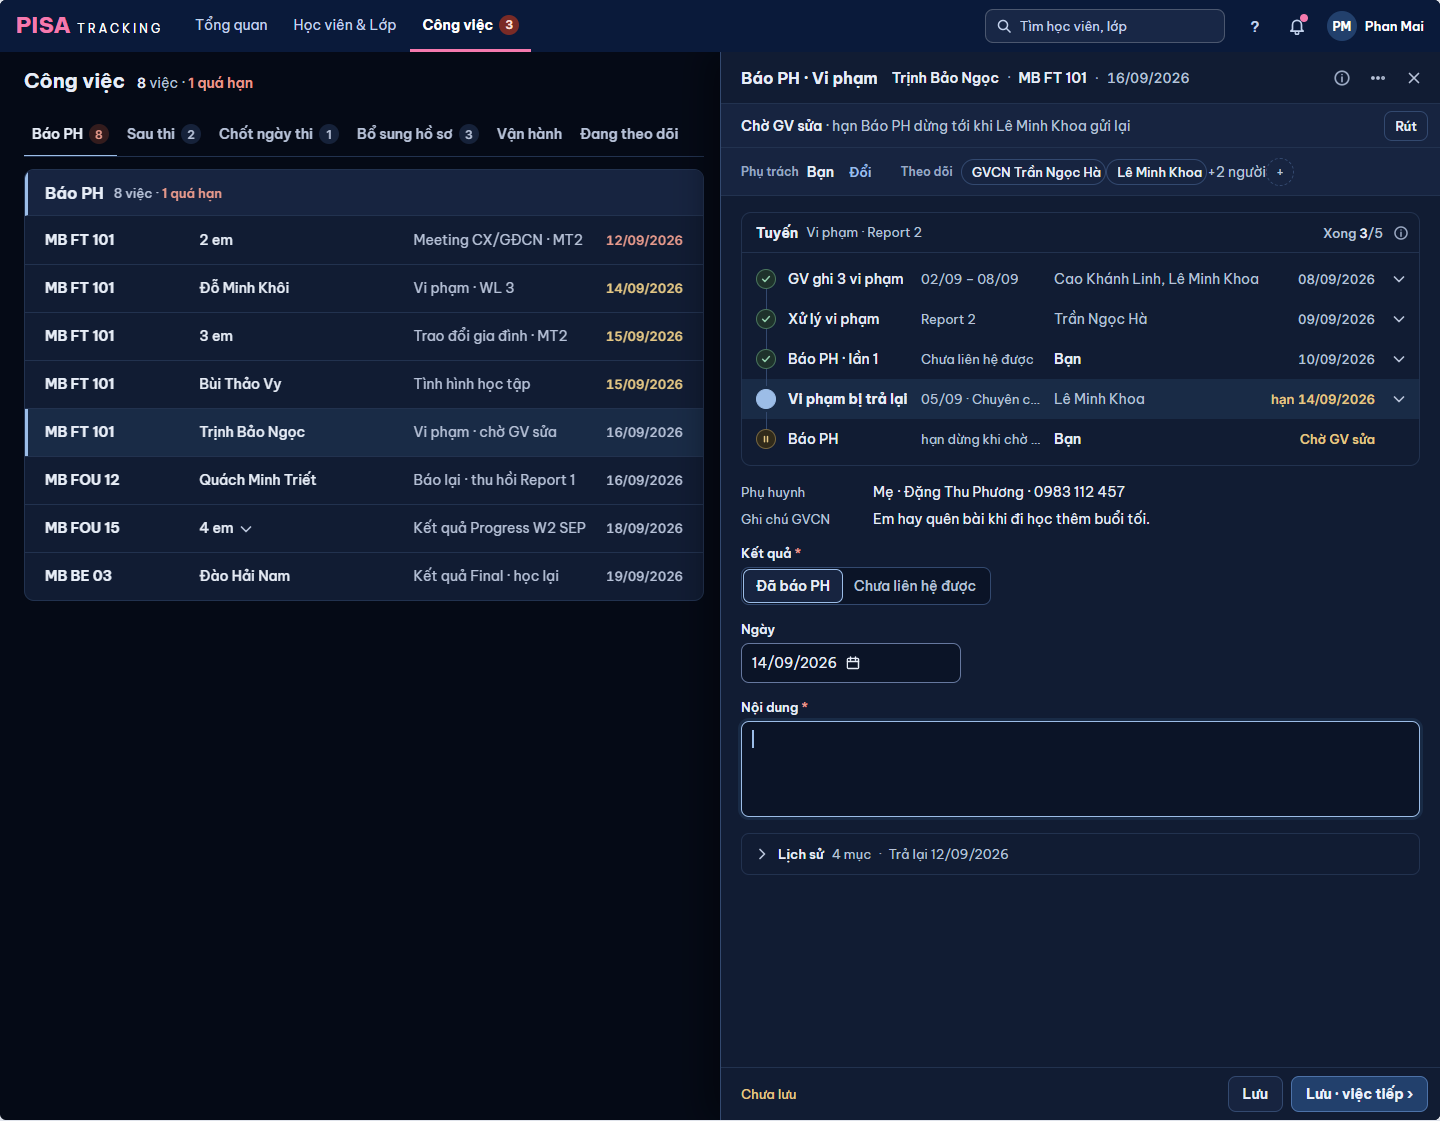 PISA TRACKING
Tổng quan
Học viên & Lớp
Công việc 3
Tìm học viên, lớp
?
PM Phan Mai
Công việc 8 việc · 1 quá hạn
Báo PH 8
Sau thi 2
Chốt ngày thi 1
Bổ sung hồ sơ 3
Vận hành
Đang theo dõi
Báo PH 8 việc · 1 quá hạn
MB FT 101 2 em Meeting CX/GĐCN · MT2 12/09/2026
MB FT 101 Đỗ Minh Khôi Vi phạm · WL 3 14/09/2026
MB FT 101 3 em Trao đổi gia đình · MT2 15/09/2026
MB FT 101 Bùi Thảo Vy Tình hình học tập 15/09/2026
MB FT 101 Trịnh Bảo Ngọc Vi phạm · chờ GV sửa 16/09/2026
MB FOU 12 Quách Minh Triết Báo lại · thu hồi Report 1 16/09/2026
MB FOU 15 4 em Kết quả Progress W2 SEP 18/09/2026
MB BE 03 Đào Hải Nam Kết quả Final · học lại 19/09/2026
Báo PH · Vi phạm Trịnh Bảo Ngọc · MB FT 101 · 16/09/2026
Chờ GV sửa · hạn Báo PH dừng tới khi Lê Minh Khoa gửi lại
Rút
Phụ trách Bạn Đổi Theo dõi GVCN Trần Ngọc Hà Lê Minh Khoa +2 người +
Tuyến Vi phạm · Report 2 Xong 3/5
GV ghi 3 vi phạm 02/09 – 08/09 Cao Khánh Linh, Lê Minh Khoa 08/09/2026
Xử lý vi phạm Report 2 Trần Ngọc Hà 09/09/2026
Báo PH · lần 1 Chưa liên hệ được Bạn 10/09/2026
Vi phạm bị trả lại 05/09 · Chuyên c... Lê Minh Khoa hạn 14/09/2026
Báo PH hạn dừng khi chờ ... Bạn Chờ GV sửa
Phụ huynh Mẹ · Đặng Thu Phương · 0983 112 457
Ghi chú GVCN Em hay quên bài khi đi học thêm buổi tối.
Kết quả *
Đã báo PH Chưa liên hệ được
Ngày
14/09/2026
Nội dung *
Lịch sử 4 mục · Trả lại 12/09/2026
Chưa lưu
Lưu
Lưu · việc tiếp ›